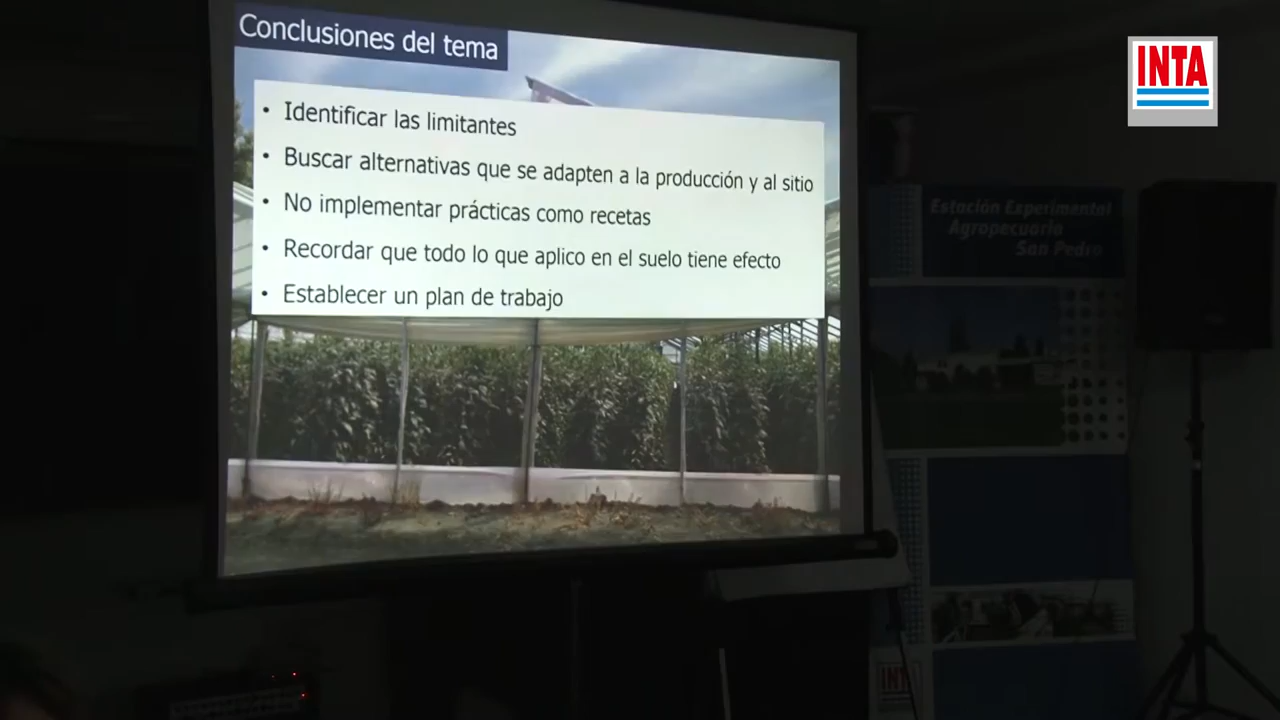 Conclusiones del tema
• Identificar las limitantes
• Buscar alternativas que se adapten a la producción y al sitio
• No implementar prácticas como recetas
• Recordar que todo lo que aplico en el suelo tiene efecto
• Establecer un plan de trabajo
INTA
Estación Experimental
Agropecuaria
San Pedro
INTA